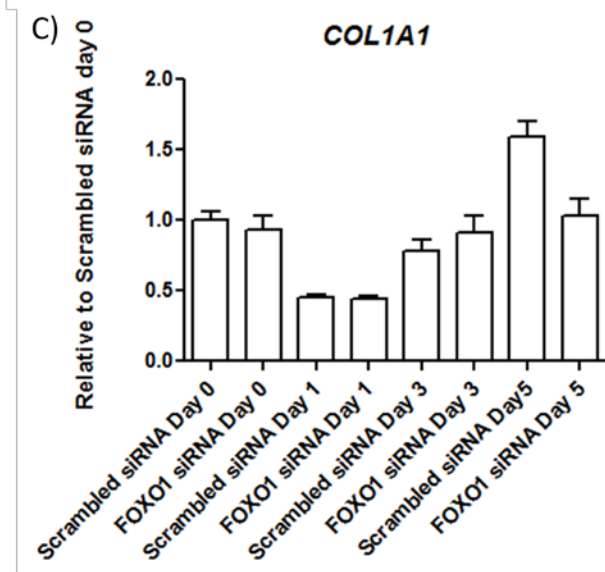 C)
COL1A1
Relative to Scrambled siRNA day 0
2.0
1.5
1.0
0.5
0.0
Scrambled siRNA Day 0
FOXO1 siRNA Day 0
Scrambled siRNA Day 1
FOXO1 siRNA Day 1
Scrambled siRNA Day 3
FOXO1 siRNA Day 3
Scrambled siRNA Day5
FOXO1 siRNA Day 5